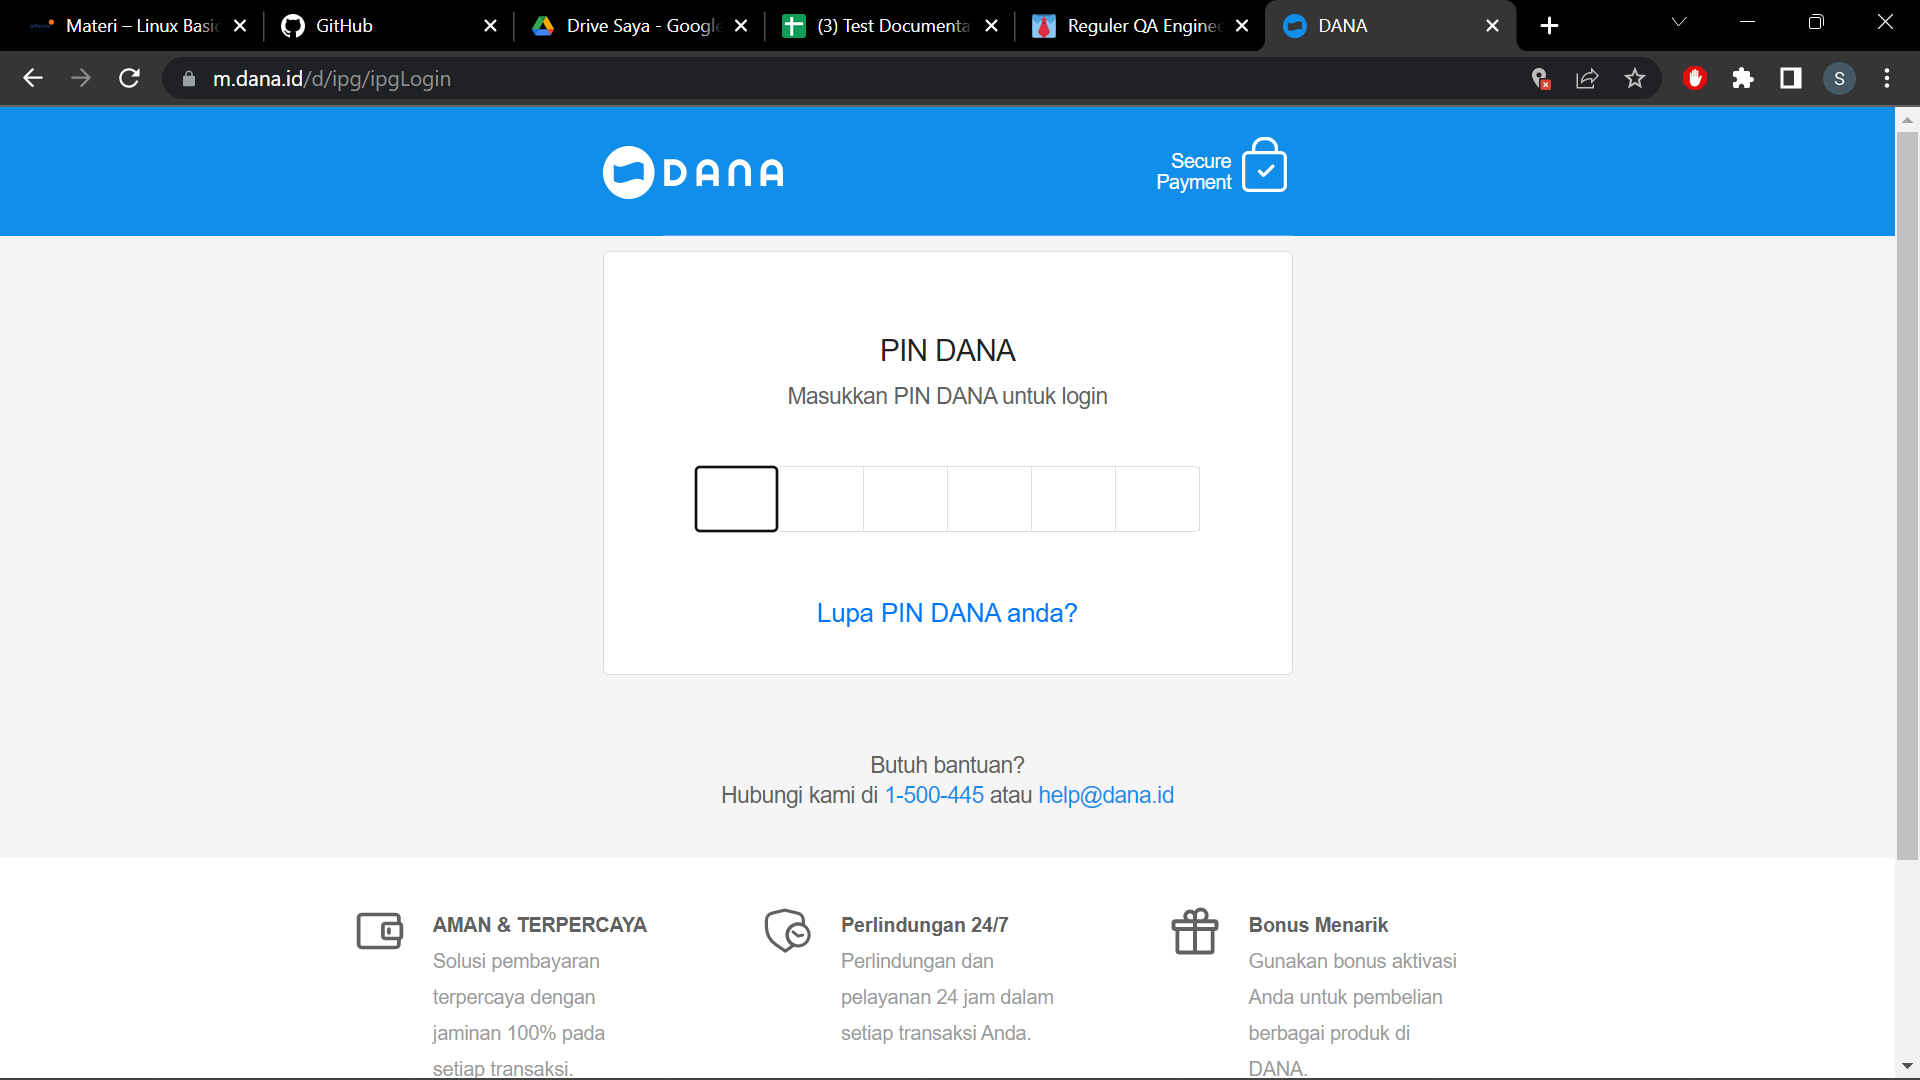 Materi – Linux Basic
GitHub
Drive Saya - Google
(3) Test Documenta
Reguler QA Enginee
DANA
m.dana.id/d/ipg/ipgLogin
S
DANA
Secure
Payment
PIN DANA
Masukkan PIN DANA untuk login
Lupa PIN DANA anda?
Butuh bantuan?
Hubungi kami di 1-500-445 atau help@dana.id
AMAN & TERPERCAYA
Solusi pembayaran
terpercaya dengan
jaminan 100% pada
setiap transaksi.
Perlindungan 24/7
Perlindungan dan
pelayanan 24 jam dalam
setiap transaksi Anda.
Bonus Menarik
Gunakan bonus aktivasi
Anda untuk pembelian
berbagai produk di
DANA.